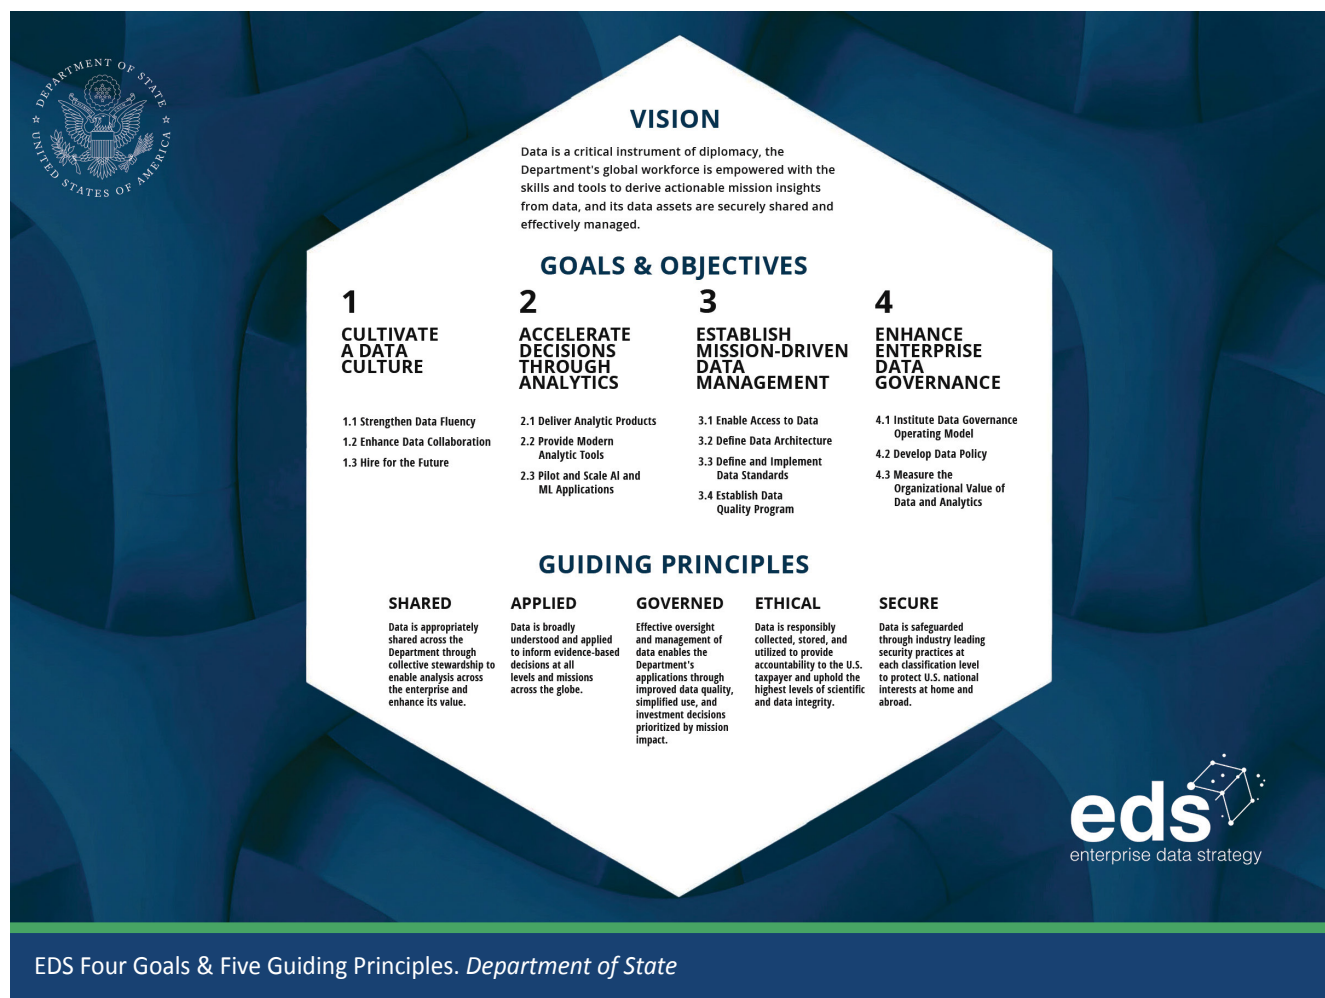 DEPARTMENT OF STATE
UNITED STATES OF AMERICA
VISION
Data is a critical instrument of diplomacy, the
Department's global workforce is empowered with the
skills and tools to derive actionable mission insights
from data, and its data assets are securely shared and
effectively managed.
GOALS & OBJECTIVES
1
CULTIVATE
A DATA
CULTURE
1.1 Strengthen Data Fluency
1.2 Enhance Data Collaboration
1.3 Hire for the Future
2
ACCELERATE
DECISIONS
THROUGH
ANALYTICS
2.1 Deliver Analytic Products
2.2 Provide Modern
Analytic Tools
2.3 Pilot and Scale AI and
ML Applications
3
ESTABLISH
MISSION-DRIVEN
DATA
MANAGEMENT
3.1 Enable Access to Data
3.2 Define Data Architecture
3.3 Define and Implement
Data Standards
3.4 Establish Data
Quality Program
4
ENHANCE
ENTERPRISE
DATA
GOVERNANCE
4.1 Institute Data Governance
Operating Model
4.2 Develop Data Policy
4.3 Measure the
Organizational Value of
Data and Analytics
GUIDING PRINCIPLES
SHARED
Data is appropriately
shared across the
Department through
collective stewardship to
enable analysis across
the enterprise and
enhance its value.
APPLIED
Data is broadly
understood and applied
to inform evidence-based
decisions at all
levels and missions
across the globe.
GOVERNED
Effective oversight
and management of
data enables the
Department's
applications through
improved data quality,
simplified use, and
investment decisions
prioritized by mission
impact.
ETHICAL
Data is responsibly
collected, stored, and
utilized to provide
accountability to the U.S.
taxpayer and uphold the
highest levels of scientific
and data integrity.
SECURE
Data is safeguarded
through industry leading
security practices at
each classification level
to protect U.S. national
interests at home and
abroad.
eds
enterprise data strategy
EDS Four Goals & Five Guiding Principles. Department of State